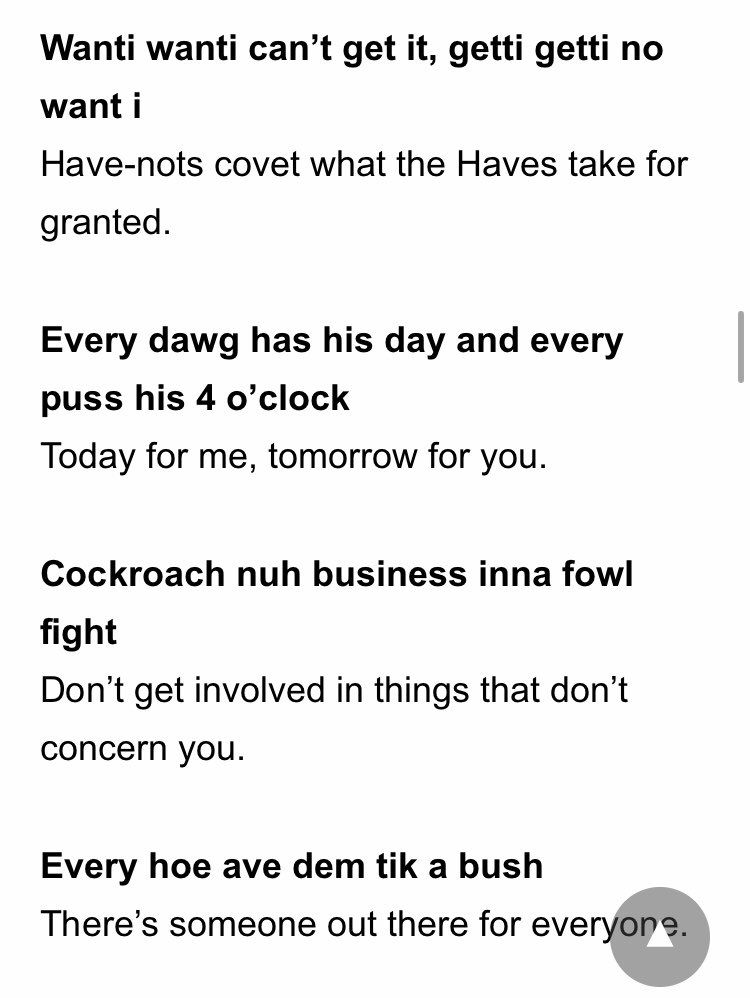 Wanti wanti can’t get it, getti getti no
want i
Have-nots covet what the Haves take for
granted.
Every dawg has his day and every
puss his 4 o’clock
Today for me, tomorrow for you.
Cockroach nuh business inna fowl
fight
Don’t get involved in things that don’t
concern you.
Every hoe ave dem tik a bush
There’s someone out there for everyone.